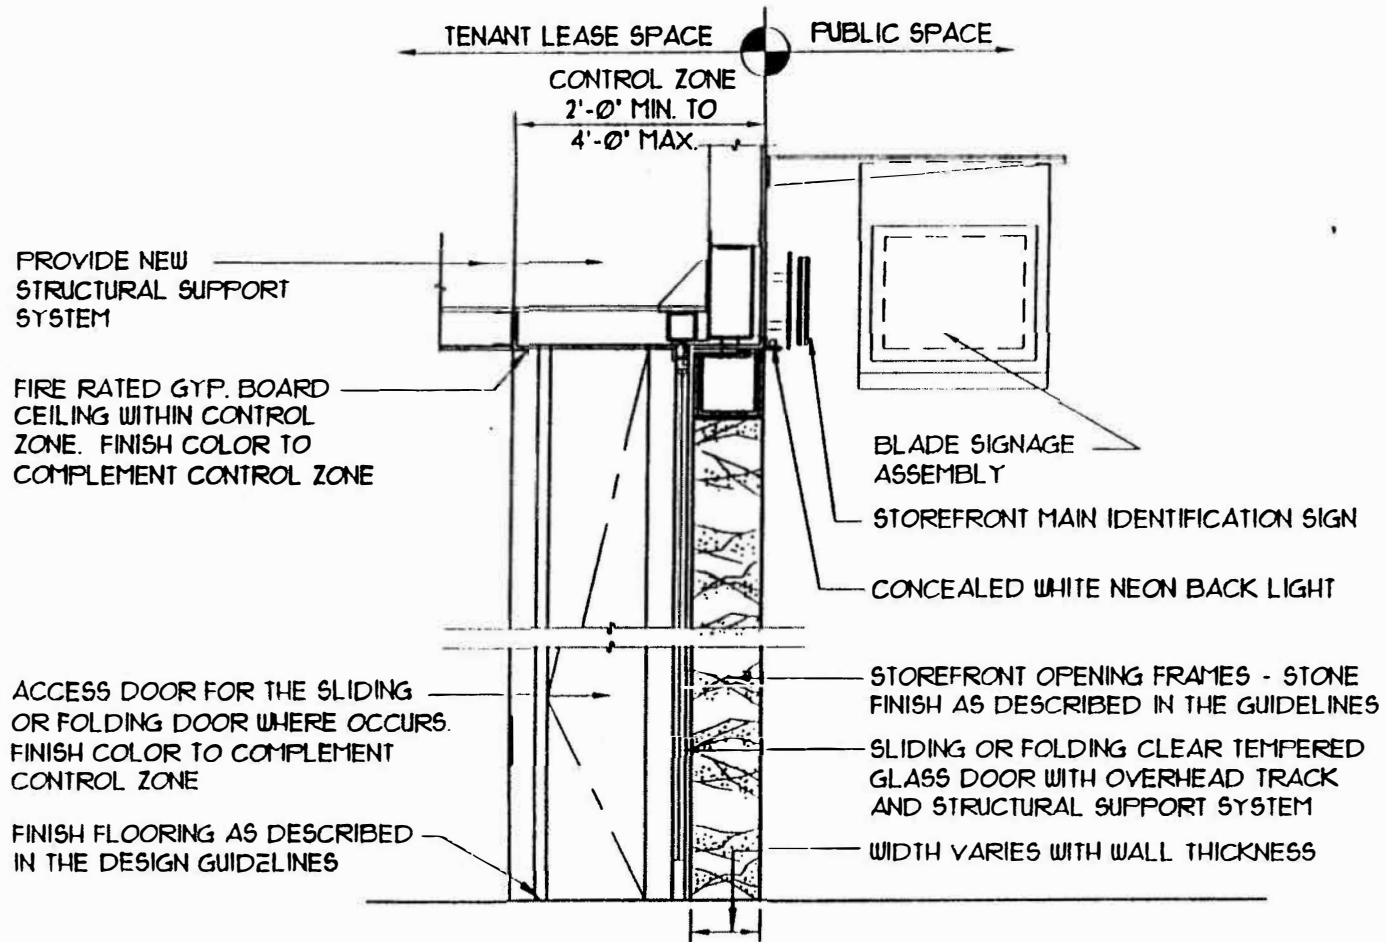 TENANT LEASE SPACE
PUBLIC SPACE
CONTROL ZONE
2'-0" MIN. TO
4'-0" MAX.
PROVIDE NEW
STRUCTURAL SUPPORT
SYSTEM
FIRE RATED GYP. BOARD
CEILING WITHIN CONTROL
ZONE. FINISH COLOR TO
COMPLEMENT CONTROL ZONE
BLADE SIGNAGE
ASSEMBLY
STOREFRONT MAIN IDENTIFICATION SIGN
CONCEALED WHITE NEON BACK LIGHT
ACCESS DOOR FOR THE SLIDING
OR FOLDING DOOR WHERE OCCURS.
FINISH COLOR TO COMPLEMENT
CONTROL ZONE
STOREFRONT OPENING FRAMES - STONE
FINISH AS DESCRIBED IN THE GUIDELINES
SLIDING OR FOLDING CLEAR TEMPERED
GLASS DOOR WITH OVERHEAD TRACK
AND STRUCTURAL SUPPORT SYSTEM
FINISH FLOORING AS DESCRIBED
IN THE DESIGN GUIDELINES
WIDTH VARIES WITH WALL THICKNESS